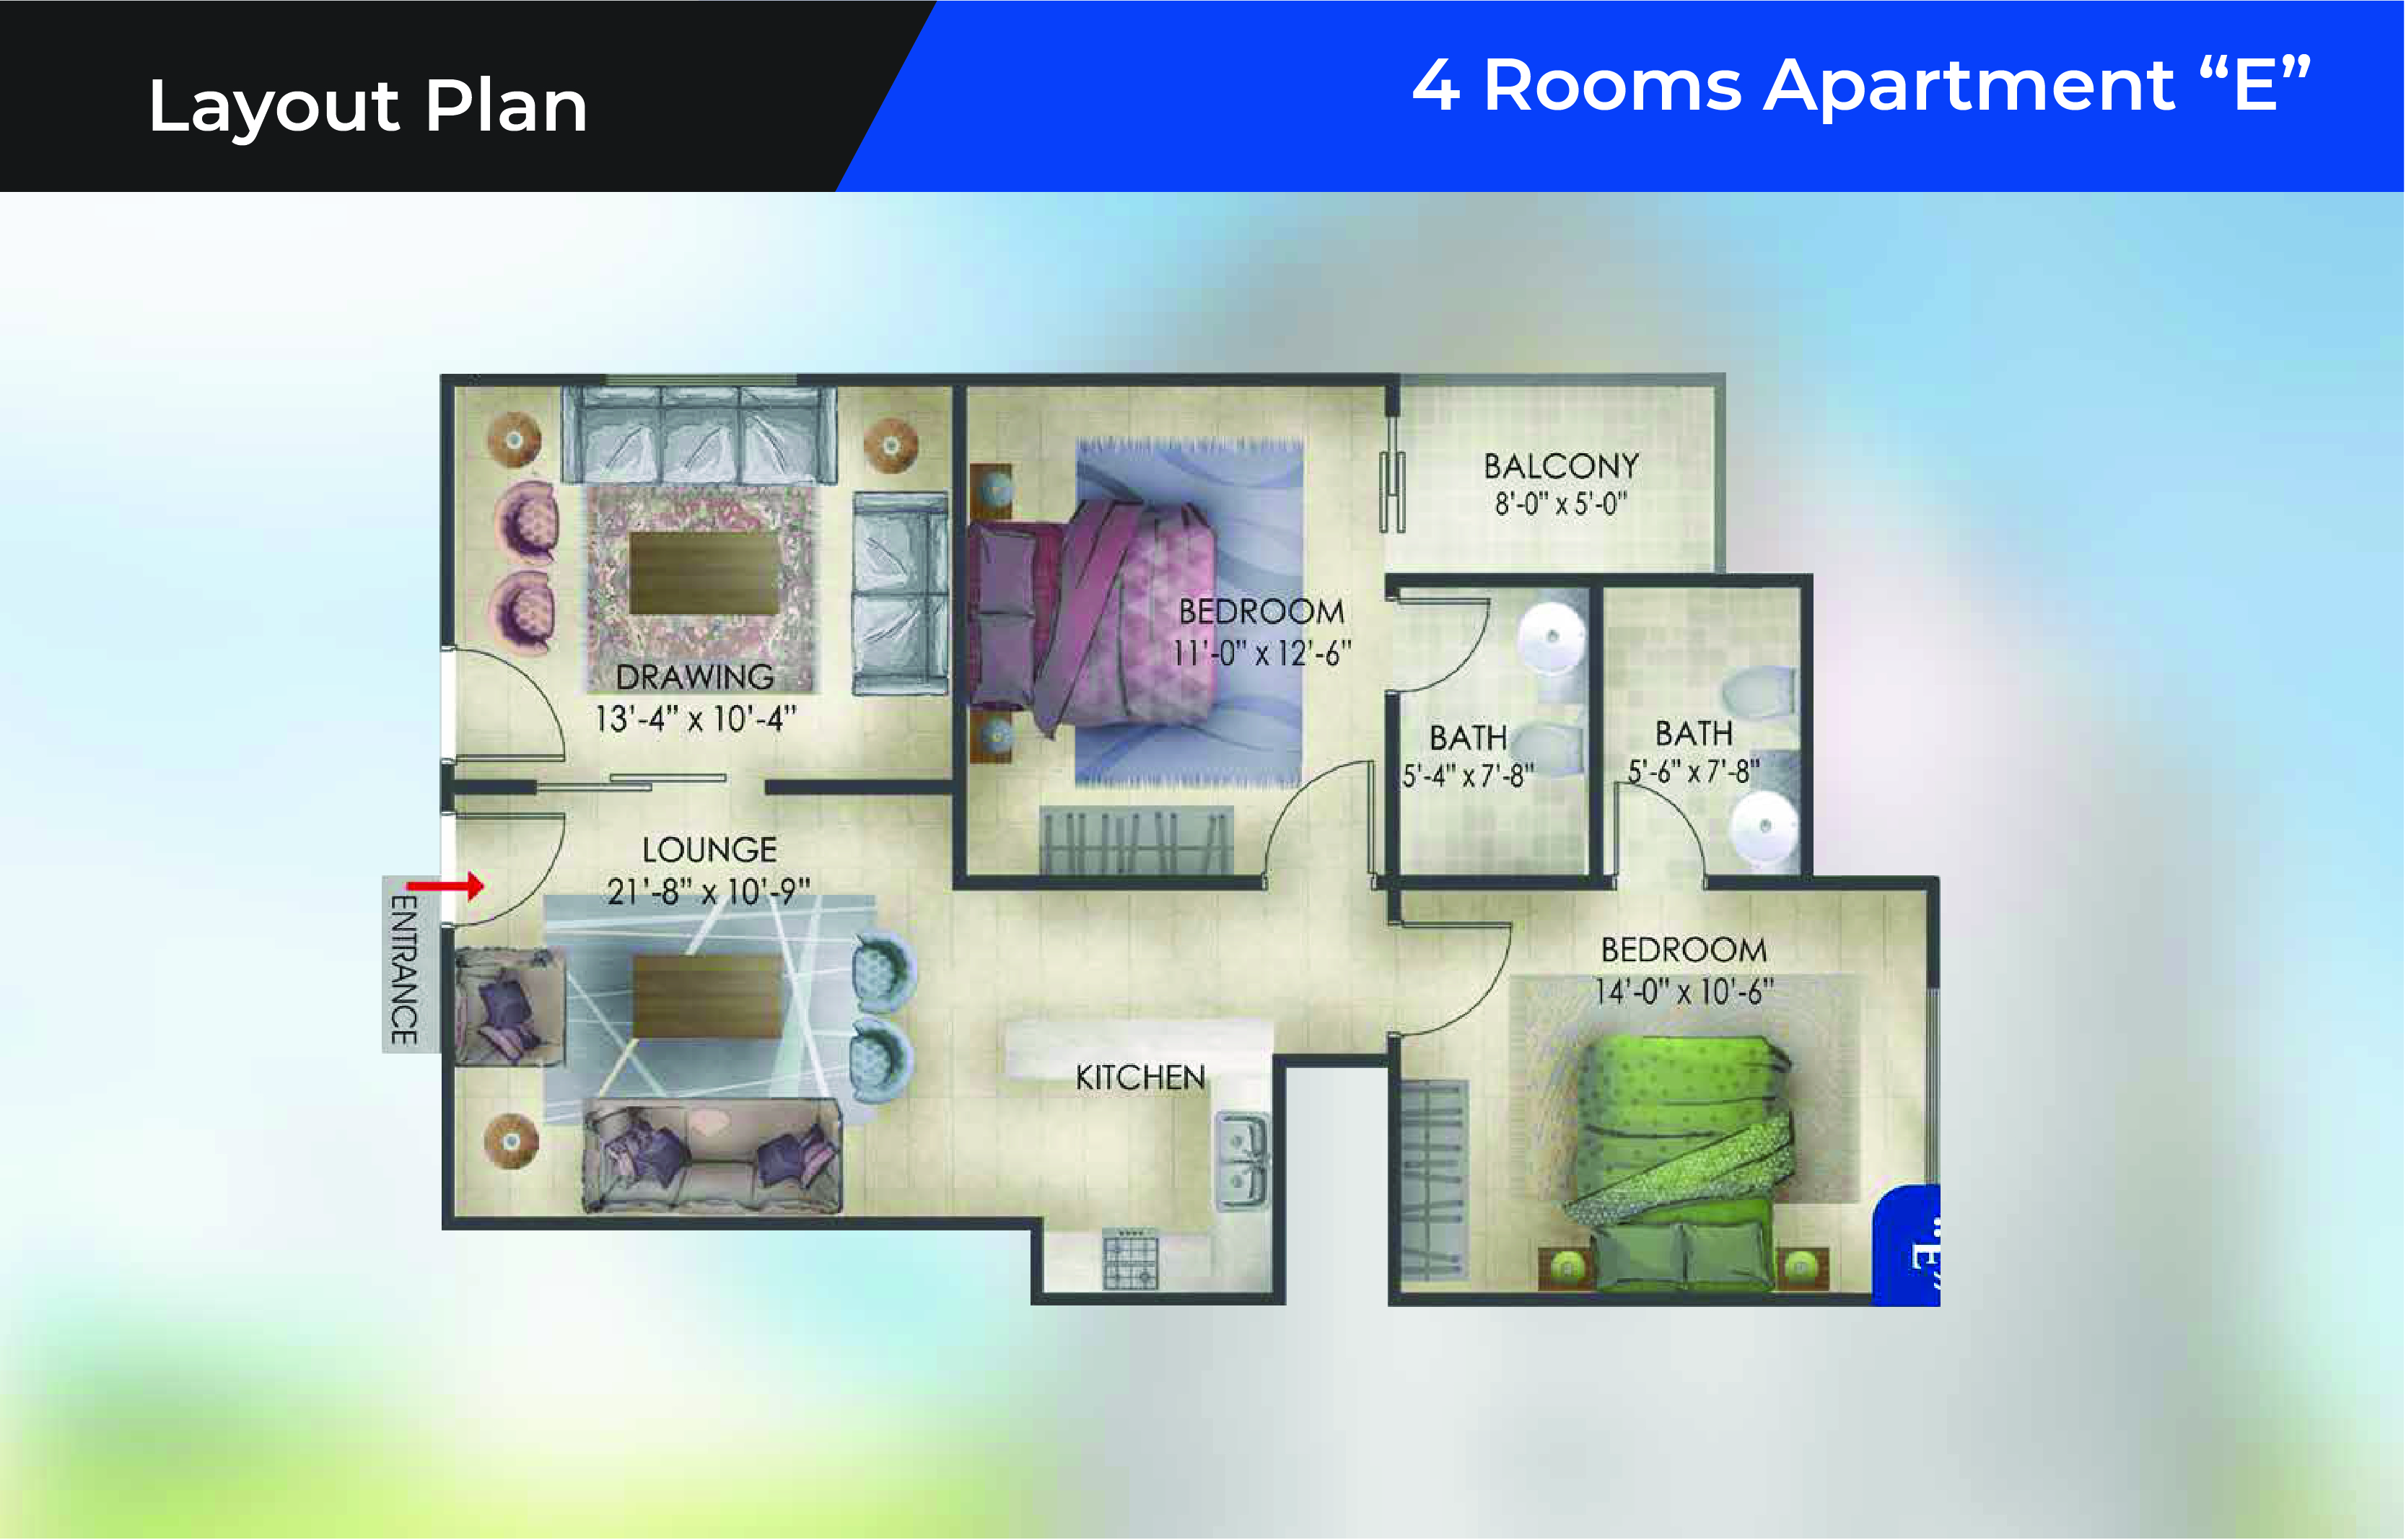 Layout Plan
4 Rooms Apartment “E”
BALCONY
8'-0" x 5'-0"
BEDROOM
11'-0" x 12'-6"
DRAWING
13'-4" x 10'-4"
BATH
5'-4" x 7'-8"
BATH
5'-6" x 7'-8"
LOUNGE
21'-8" x 10'-9"
ENTRANCE
BEDROOM
14'-0" x 10'-6"
KITCHEN
“E”